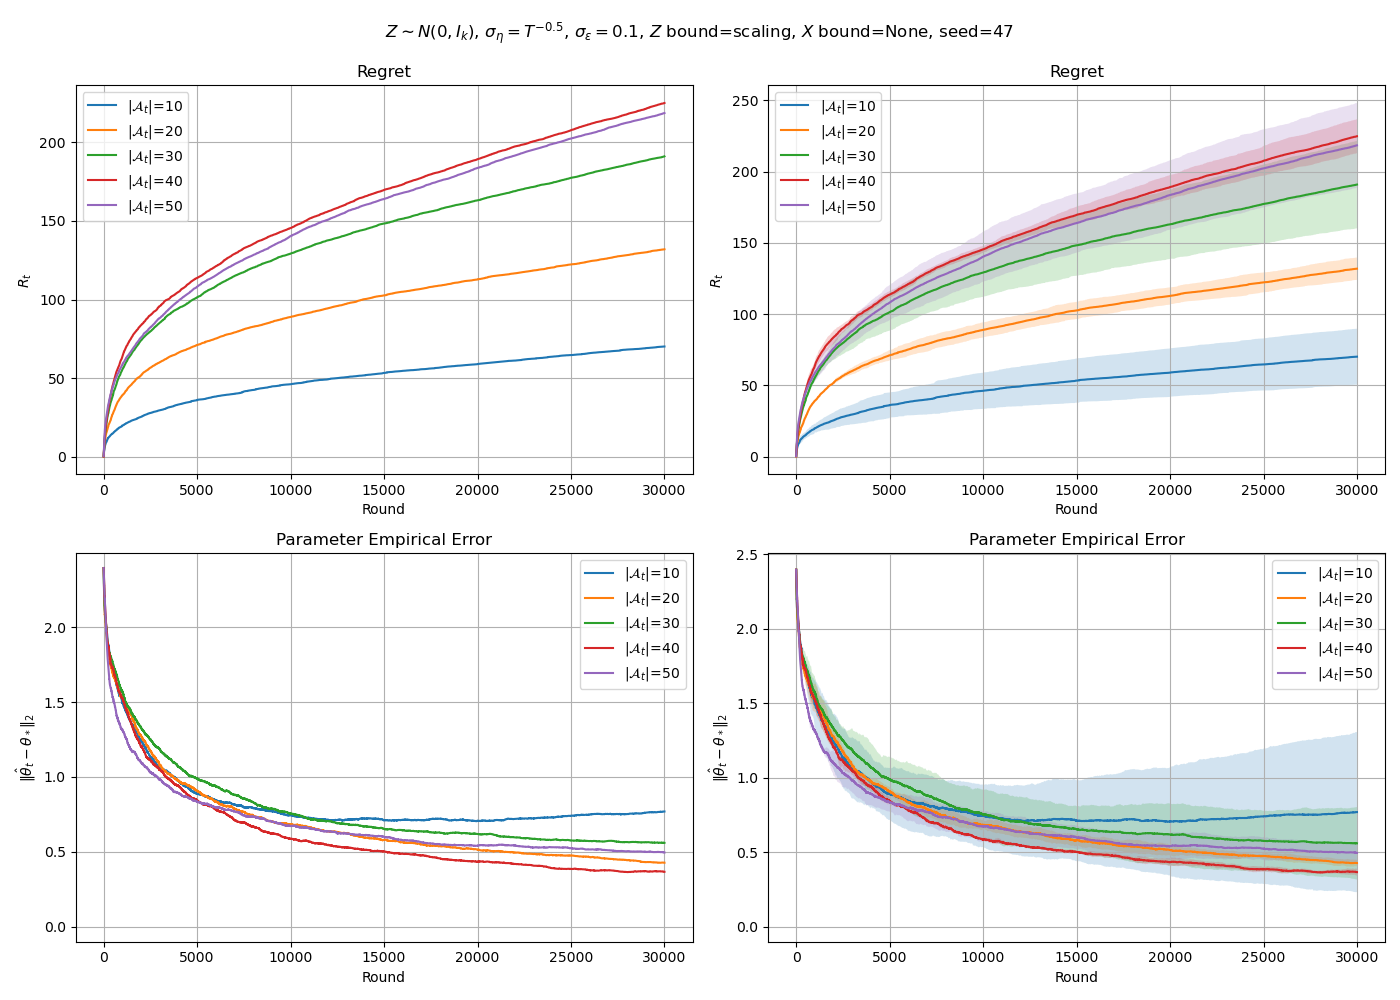 Z ∼ N(0, I_k), σ_η = T^{−0.5}, σ_ε = 0.1, Z bound=scaling, X bound=None, seed=47
Regret
|𝒜_t|=10
|𝒜_t|=20
|𝒜_t|=30
|𝒜_t|=40
|𝒜_t|=50
200
150
100
50
0
R_t
0 5000 10000 15000 20000 25000 30000
Round
Regret
|𝒜_t|=10
|𝒜_t|=20
|𝒜_t|=30
|𝒜_t|=40
|𝒜_t|=50
250
200
150
100
50
0
R_t
0 5000 10000 15000 20000 25000 30000
Round
Parameter Empirical Error
|𝒜_t|=10
|𝒜_t|=20
|𝒜_t|=30
|𝒜_t|=40
|𝒜_t|=50
2.0
1.5
1.0
0.5
0.0
‖θ̂_t − θ_*‖_2
0 5000 10000 15000 20000 25000 30000
Round
Parameter Empirical Error
|𝒜_t|=10
|𝒜_t|=20
|𝒜_t|=30
|𝒜_t|=40
|𝒜_t|=50
2.5
2.0
1.5
1.0
0.5
0.0
‖θ̂_t − θ_*‖_2
0 5000 10000 15000 20000 25000 30000
Round